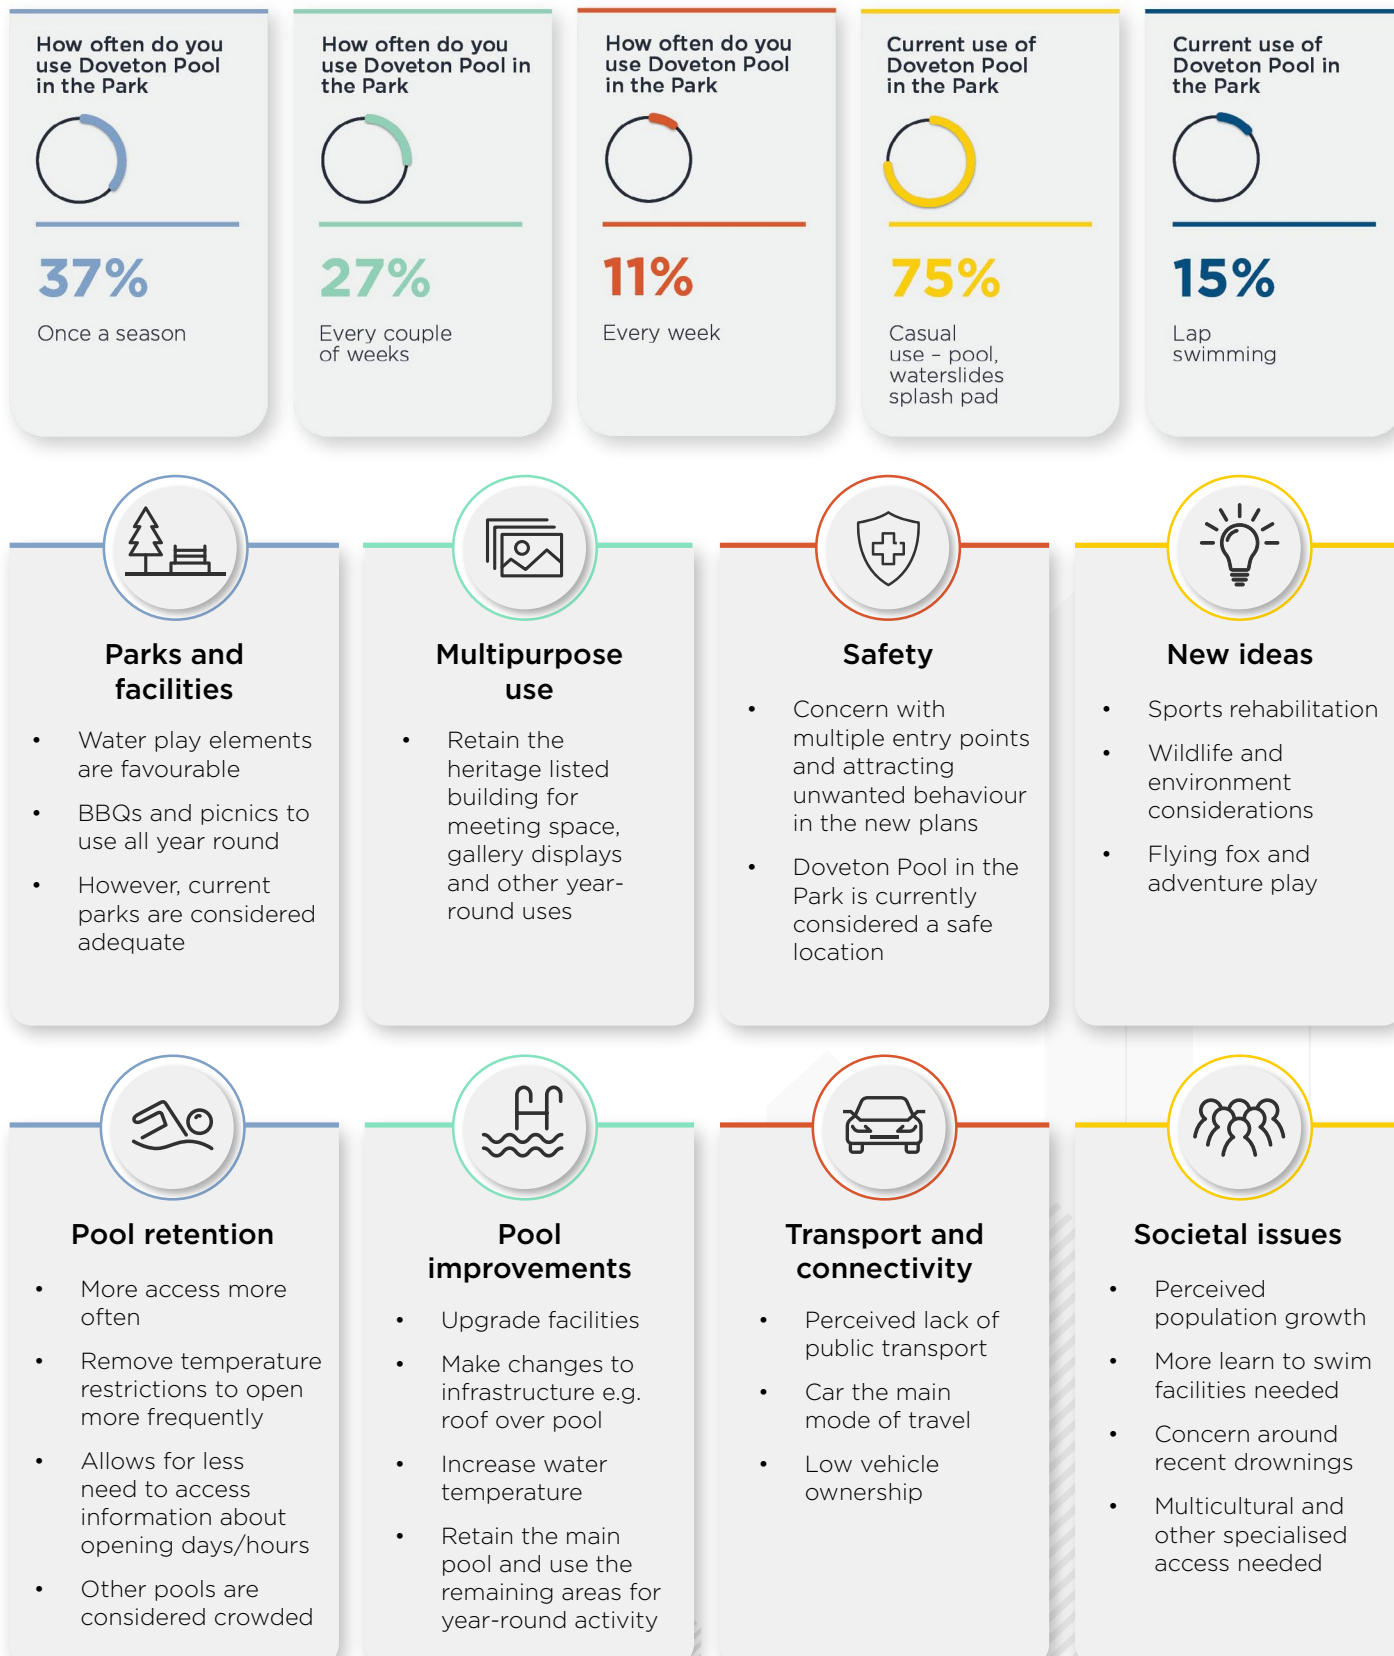 How often do you
use Doveton Pool
in the Park
37%
Once a season
How often do you
use Doveton Pool in
the Park
27%
Every couple
of weeks
How often do you
use Doveton Pool
in the Park
11%
Every week
Current use of
Doveton Pool
in the Park
75%
Casual
use – pool,
waterslides
splash pad
Current use of
Doveton Pool in
the Park
15%
Lap
swimming
Parks and
facilities
• Water play elements
are favourable
• BBQs and picnics to
use all year round
• However, current
parks are considered
adequate
Multipurpose
use
• Retain the
heritage listed
building for
meeting space,
gallery displays
and other year-
round uses
Safety
• Concern with
multiple entry points
and attracting
unwanted behaviour
in the new plans
• Doveton Pool in the
Park is currently
considered a safe
location
New ideas
• Sports rehabilitation
• Wildlife and
environment
considerations
• Flying fox and
adventure play
Pool retention
• More access more
often
• Remove temperature
restrictions to open
more frequently
• Allows for less
need to access
information about
opening days/hours
• Other pools are
considered crowded
Pool
improvements
• Upgrade facilities
• Make changes to
infrastructure e.g.
roof over pool
• Increase water
temperature
• Retain the main
pool and use the
remaining areas for
year-round activity
Transport and
connectivity
• Perceived lack of
public transport
• Car the main
mode of travel
• Low vehicle
ownership
Societal issues
• Perceived
population growth
• More learn to swim
facilities needed
• Concern around
recent drownings
• Multicultural and
other specialised
access needed